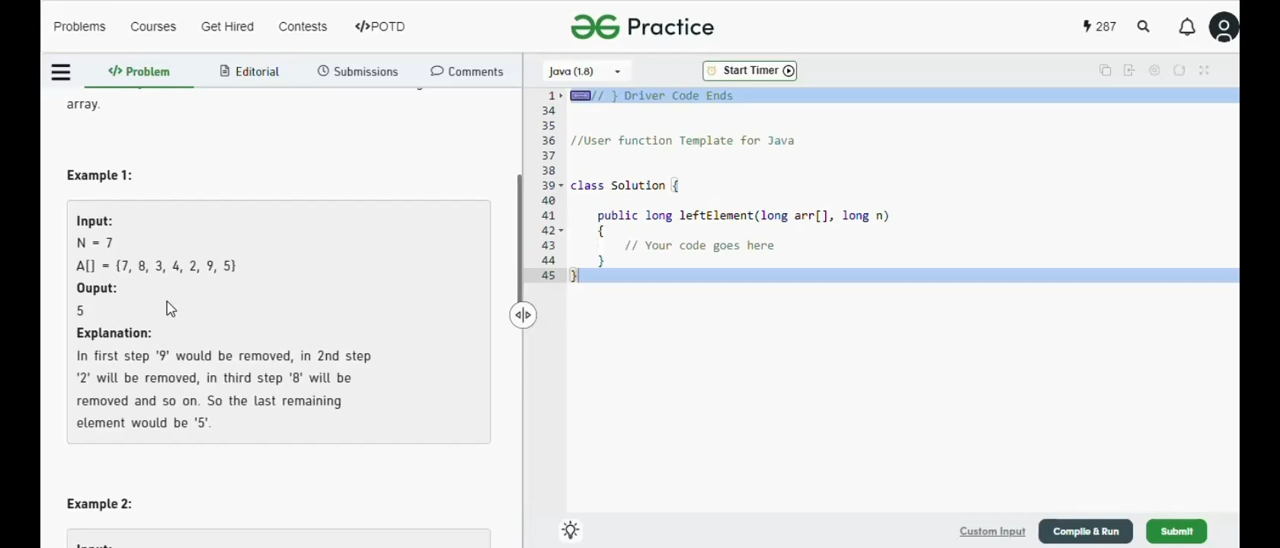 Problems Courses Get Hired Contests </>POTD Practice 287
</> Problem Editorial Submissions Comments Java (1.8) Start Timer
array.
Example 1:
Input:
N = 7
A[] = {7, 8, 3, 4, 2, 9, 5}
Ouput:
5
Explanation:
In first step '9' would be removed, in 2nd step
'2' will be removed, in third step '8' will be
removed and so on. So the last remaining
element would be '5'.
Example 2:
1 // } Driver Code Ends
34
35
36 //User function Template for Java
37
38
39 class Solution {
40
41 public long leftElement(long arr[], long n)
42 {
43 // Your code goes here
44 }
45 }
Custom Input Compile & Run Submit